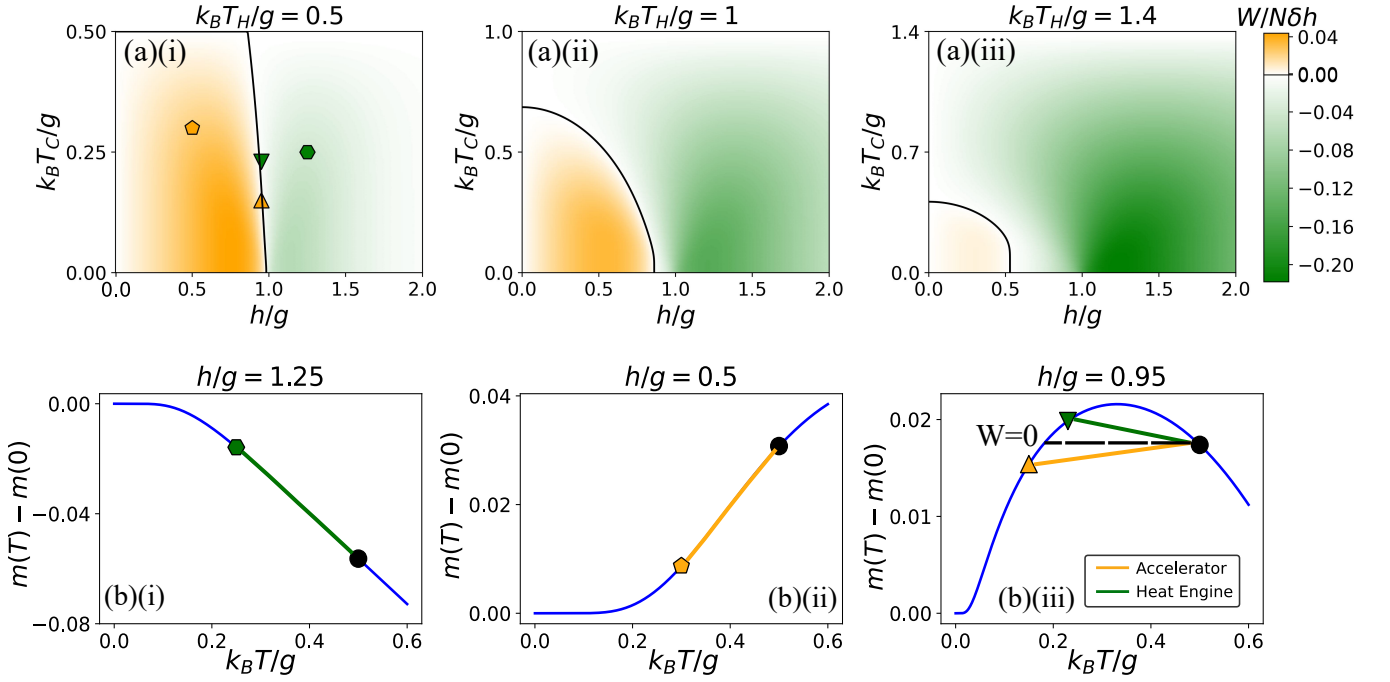 k_BT_H/g = 0.5
k_BT_H/g = 1
k_BT_H/g = 1.4
W/Nδh
(a)(i)
(a)(ii)
(a)(iii)
k_BT_C/g
0.50
0.25
0.00
0.0 0.5 1.0 1.5 2.0
h/g
k_BT_C/g
1.0
0.5
0.0
0.0 0.5 1.0 1.5 2.0
h/g
k_BT_C/g
1.4
0.7
0.0
0.0 0.5 1.0 1.5 2.0
h/g
0.04
0.00
0.00
−0.04
−0.08
−0.12
−0.16
−0.20
h/g = 1.25
m(T) − m(0)
0.00
−0.04
−0.08
(b)(i)
0.0 0.2 0.4 0.6
k_BT/g
h/g = 0.5
m(T) − m(0)
0.04
0.02
0.00
(b)(ii)
0.0 0.2 0.4 0.6
k_BT/g
h/g = 0.95
m(T) − m(0)
0.02
0.01
0.00
W=0
Accelerator
Heat Engine
(b)(iii)
0.0 0.2 0.4 0.6
k_BT/g